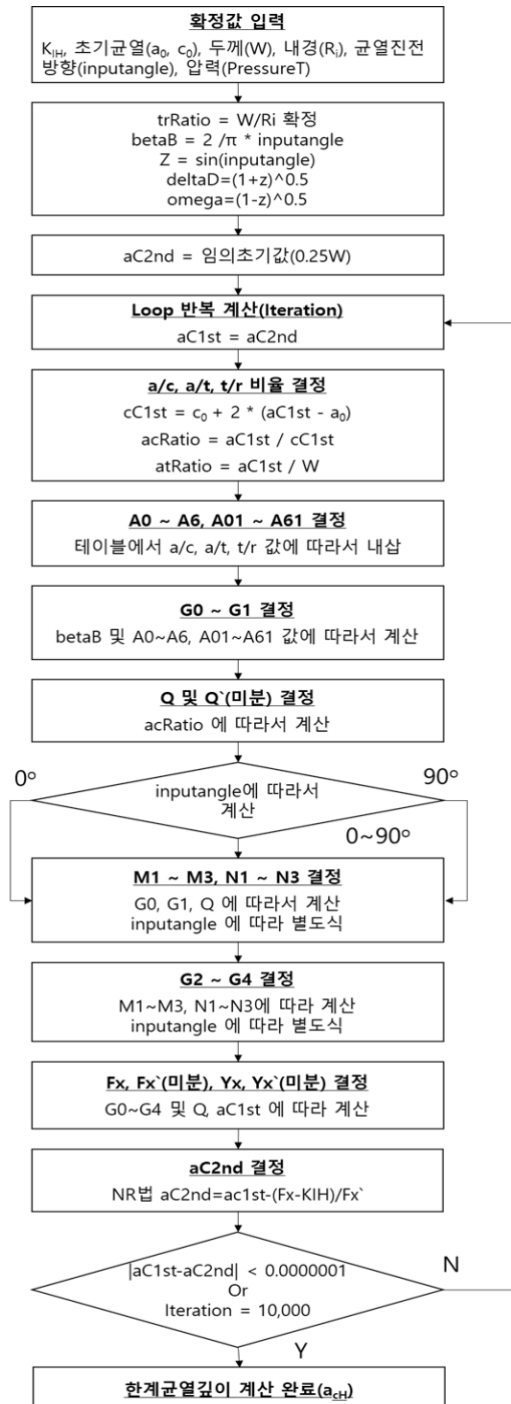 확정값 입력
K_IH, 초기균열(a₀, c₀), 두께(W), 내경(Rᵢ), 균열진전
방향(inputangle), 압력(PressureT)
trRatio = W/Ri 확정
betaB = 2 /π * inputangle
Z = sin(inputangle)
deltaD=(1+z)^0.5
omega=(1-z)^0.5
aC2nd = 임의초기값(0.25W)
Loop 반복 계산(Iteration)
aC1st = aC2nd
a/c, a/t, t/r 비율 결정
cC1st = c₀ + 2 * (aC1st - a₀)
acRatio = aC1st / cC1st
atRatio = aC1st / W
A0 ~ A6, A01 ~ A61 결정
테이블에서 a/c, a/t, t/r 값에 따라서 내삽
G0 ~ G1 결정
betaB 및 A0~A6, A01~A61 값에 따라서 계산
Q 및 Q`(미분) 결정
acRatio 에 따라서 계산
0º
90º
inputangle에 따라서
계산
0~90º
M1 ~ M3, N1 ~ N3 결정
G0, G1, Q 에 따라서 계산
inputangle 에 따라 별도식
G2 ~ G4 결정
M1~M3, N1~N3에 따라 계산
inputangle 에 따라 별도식
Fx, Fx`(미분), Yx, Yx`(미분) 결정
G0~G4 및 Q, aC1st 에 따라 계산
aC2nd 결정
NR법 aC2nd=ac1st-(Fx-KIH)/Fx`
|aC1st-aC2nd| < 0.0000001
Or
Iteration = 10,000
N
Y
한계균열깊이 계산 완료(a_cH)